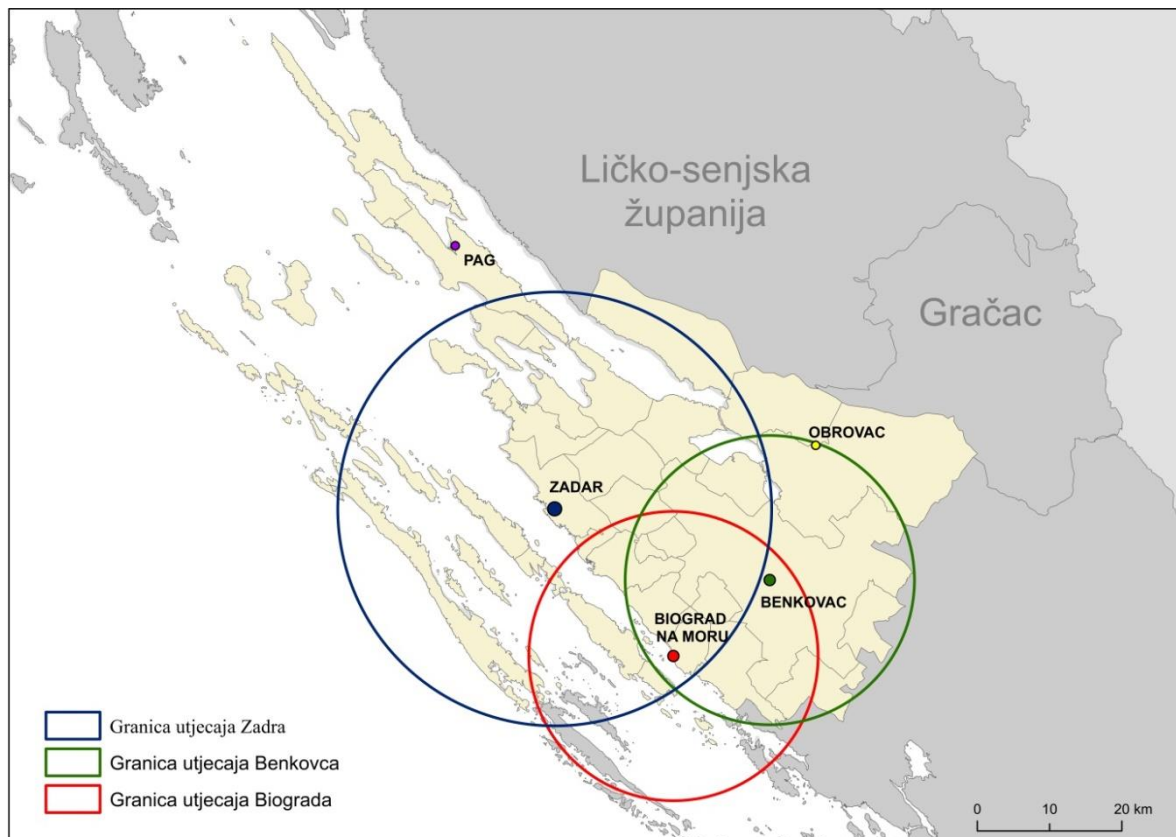 Ličko-senjska
županija
Gračac
PAG
OBROVAC
ZADAR
BENKOVAC
BIOGRAD
NA MORU
Granica utjecaja Zadra
Granica utjecaja Benkovca
Granica utjecaja Biograda
0 10 20 km